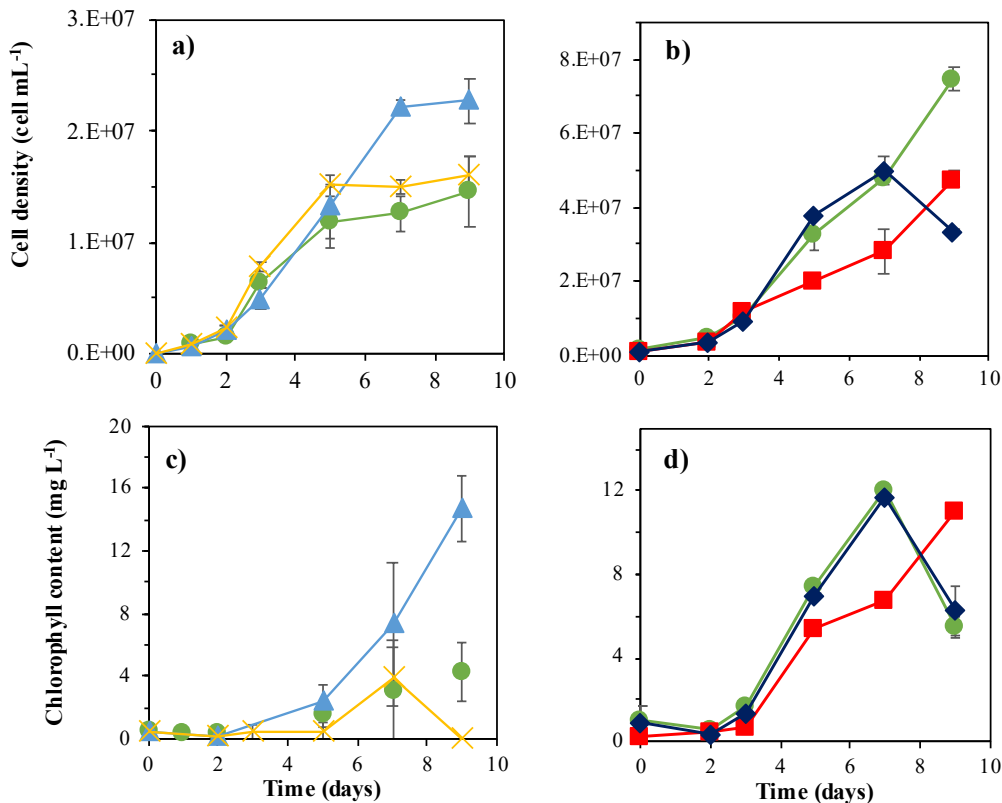 Cell density (cell mL-1)
a)
3.E+07
2.E+07
1.E+07
0.E+00
0 2 4 6 8 10
b)
8.E+07
6.E+07
4.E+07
2.E+07
0.E+00
0 2 4 6 8 10
Chlorophyll content (mg L-1)
c)
20
16
12
8
4
0
0 2 4 6 8 10
Time (days)
d)
12
8
4
0
0 2 4 6 8 10
Time (days)